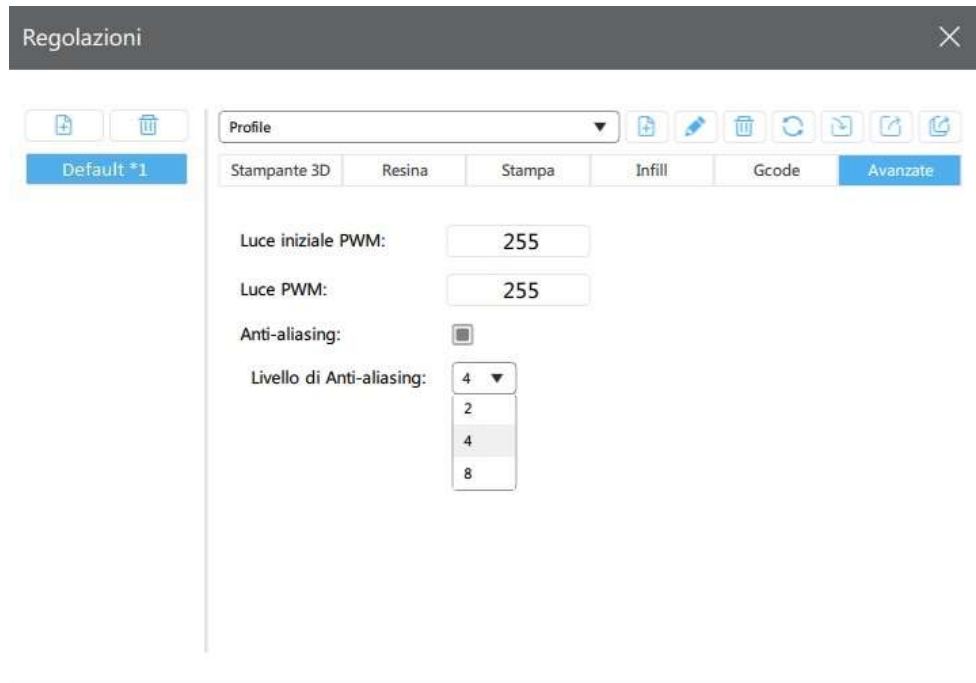 Regolazioni
Profile
Default *1
Stampante 3D Resina Stampa Infill Gcode Avanzate
Luce iniziale PWM: 255
Luce PWM: 255
Anti-aliasing:
Livello di Anti-aliasing: 4
2
4
8